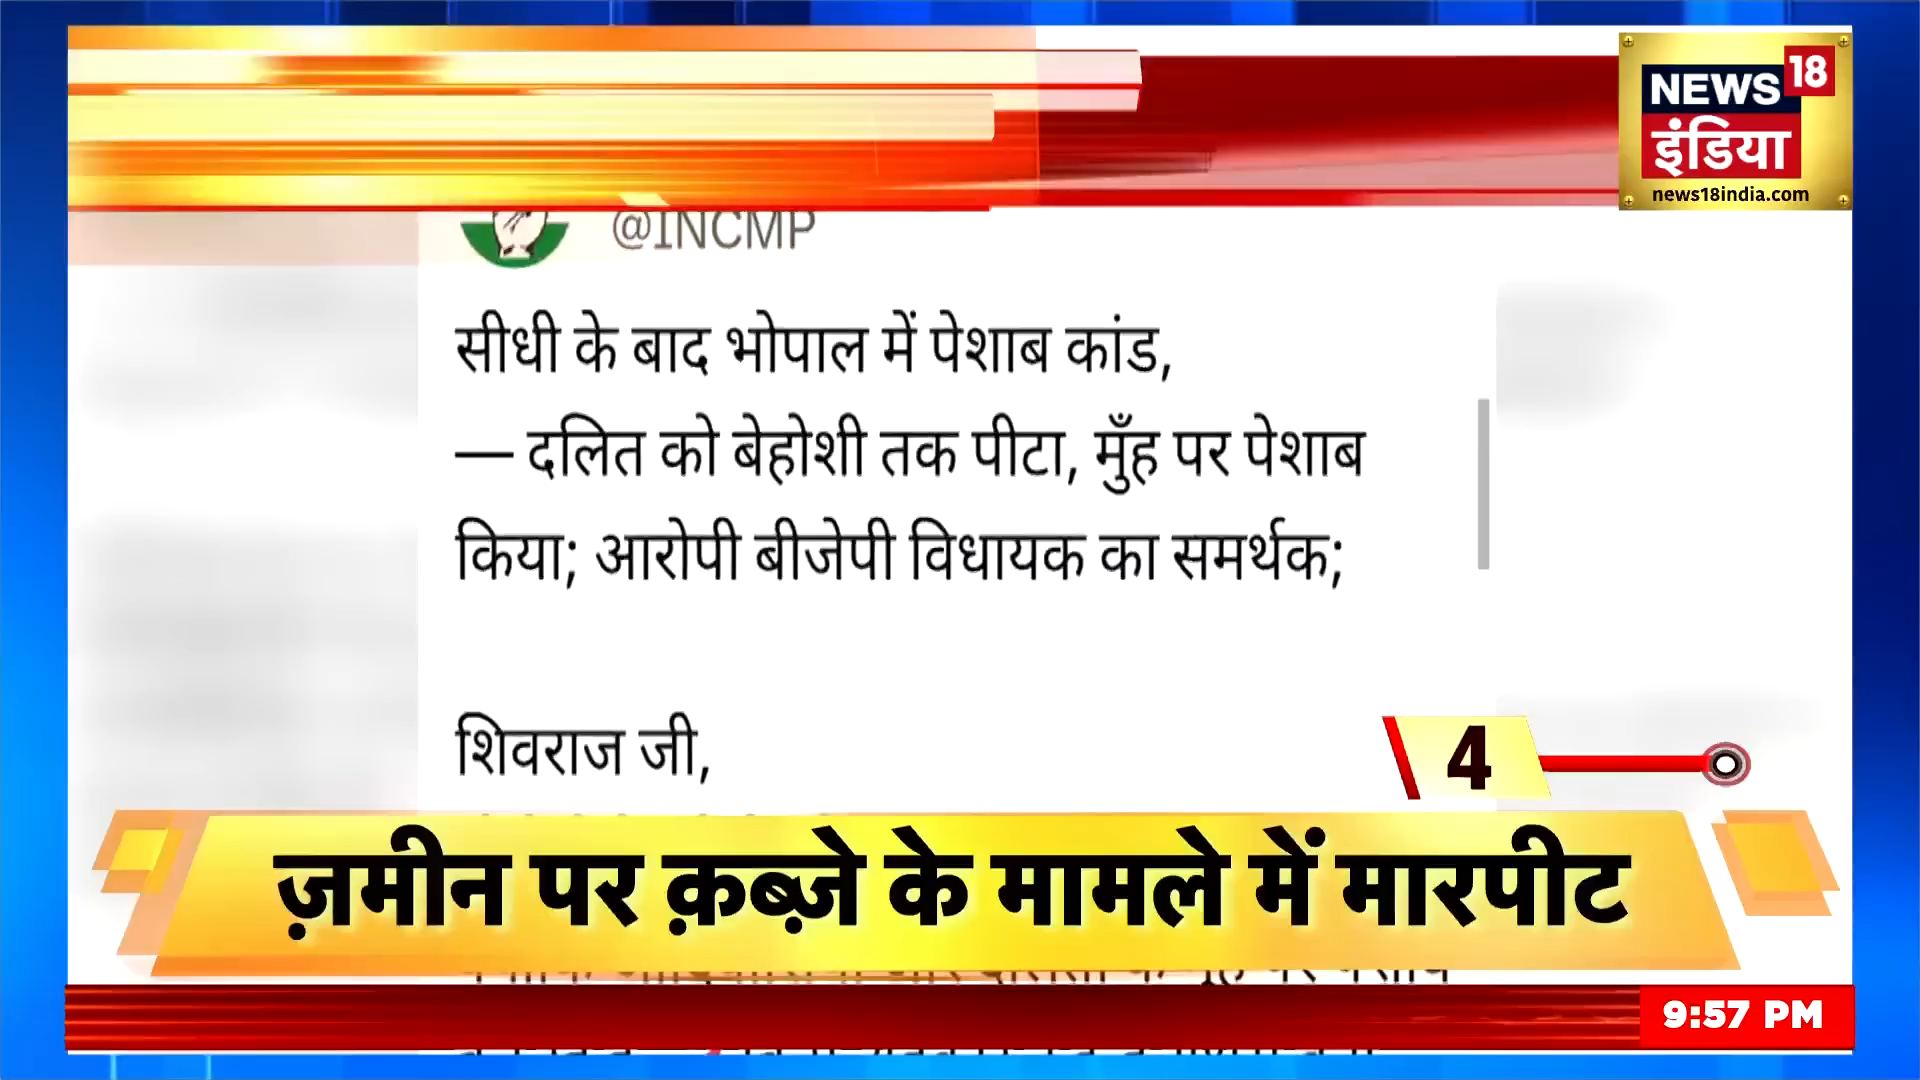 NEWS 18
इंडिया
news18india.com
@INCMP
सीधी के बाद भोपाल में पेशाब कांड,
— दलित को बेहोशी तक पीटा, मुँह पर पेशाब
किया; आरोपी बीजेपी विधायक का समर्थक;
शिवराज जी,
4
ज़मीन पर क़ब्ज़े के मामले में मारपीट
9:57 PM